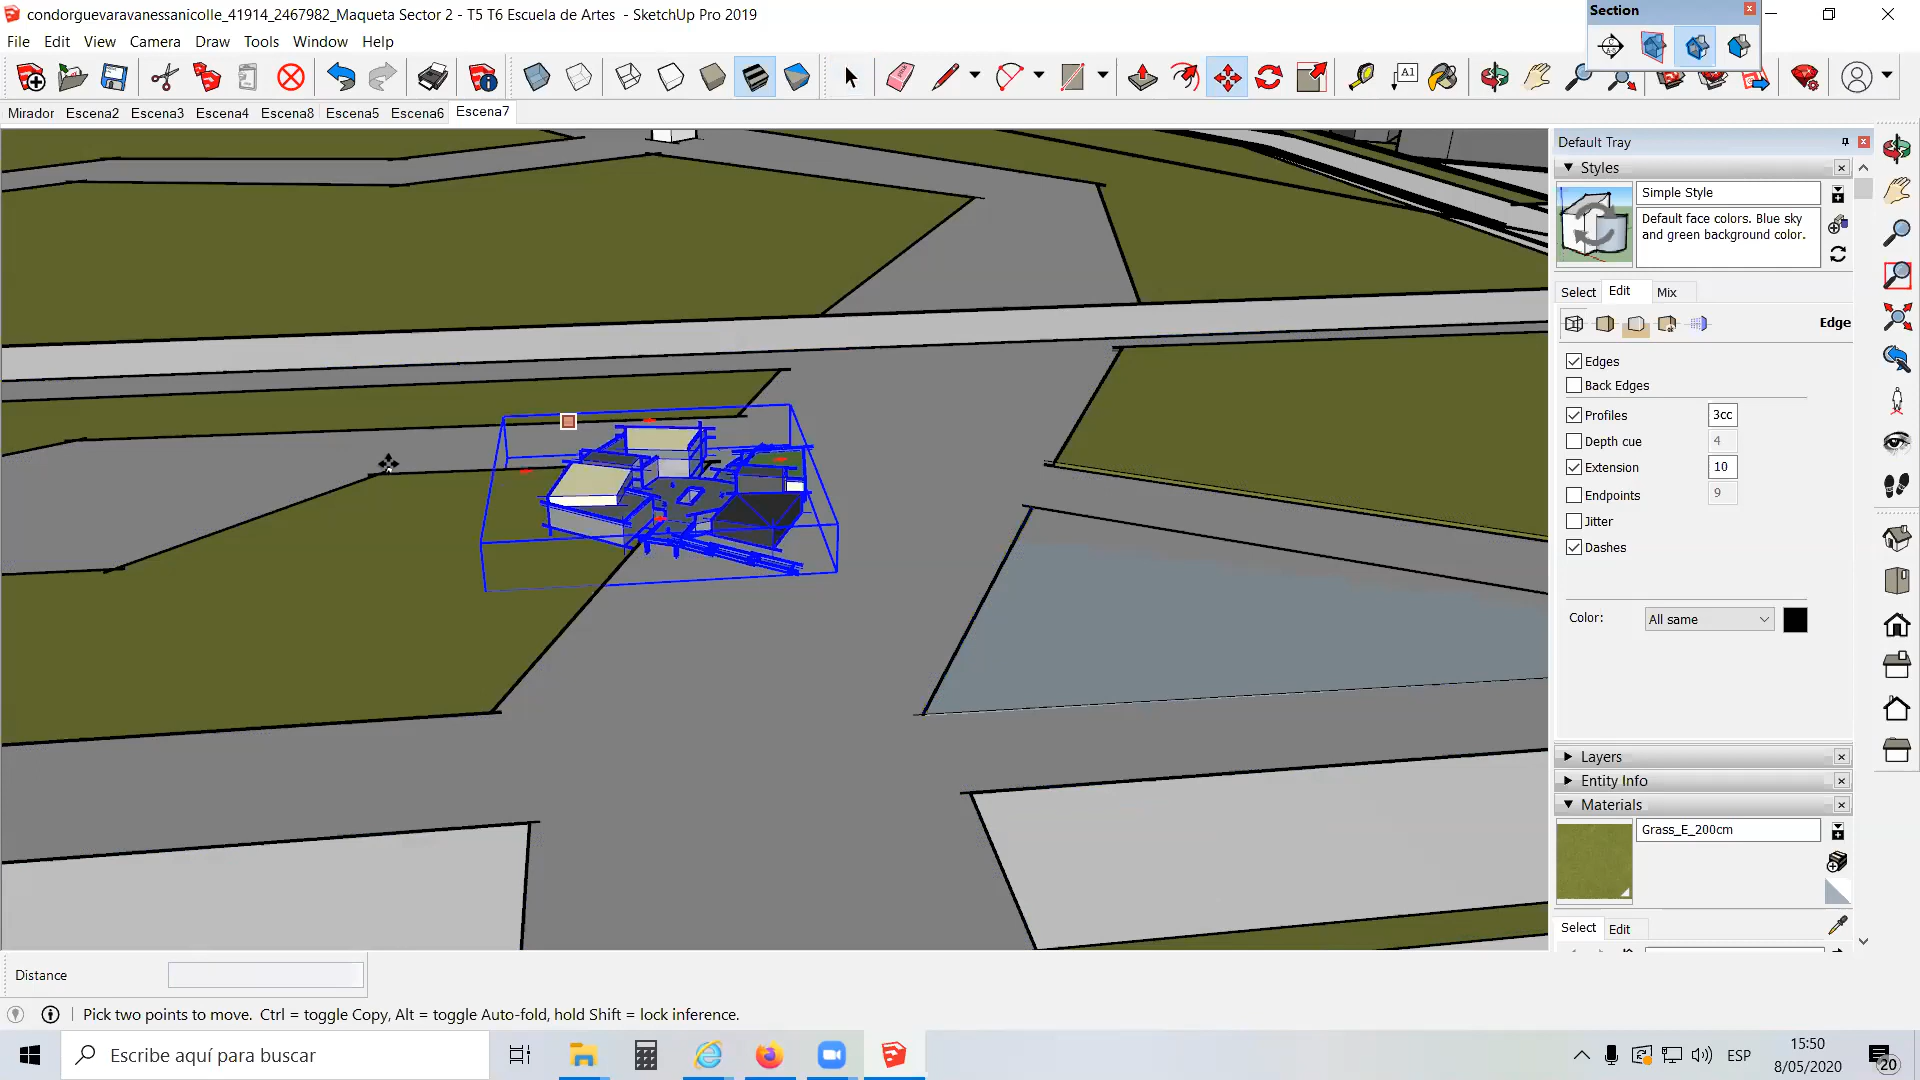 condorguevaravanessanicolle_41914_2467982_Maqueta Sector 2 - T5 T6 Escuela de Artes - SketchUp Pro 2019
Section
File Edit View Camera Draw Tools Window Help
A1
Mirador Escena2 Escena3 Escena4 Escena8 Escena5 Escena6 Escena7
Default Tray
Styles
Simple Style
Default face colors. Blue sky
and green background color.
Select Edit Mix
Edge
Edges
Back Edges
Profiles 3cc
Depth cue 4
Extension 10
Endpoints 9
Jitter
Dashes
Color: All same
Layers
Entity Info
Materials
Grass_E_200cm
Select Edit
Distance
Pick two points to move. Ctrl = toggle Copy, Alt = toggle Auto-fold, hold Shift = lock inference.
Escribe aquí para buscar
ESP
15:50
8/05/2020
20